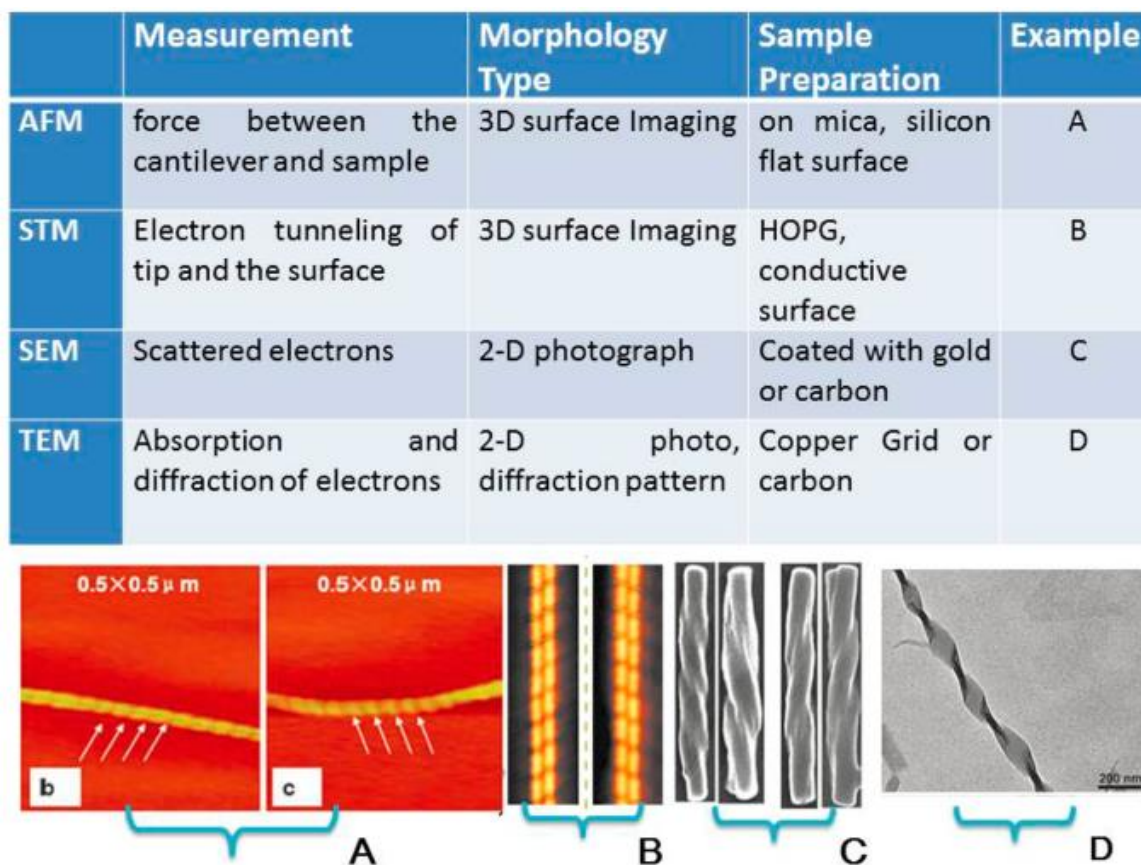 Measurement Morphology Type Sample Preparation Example
AFM force between the cantilever and sample 3D surface Imaging on mica, silicon flat surface A
STM Electron tunneling of tip and the surface 3D surface Imaging HOPG, conductive surface B
SEM Scattered electrons 2-D photograph Coated with gold or carbon C
TEM Absorption and diffraction of electrons 2-D photo, diffraction pattern Copper Grid or carbon D
0.5×0.5μm 0.5×0.5μm
b c
200 nm
A B C D